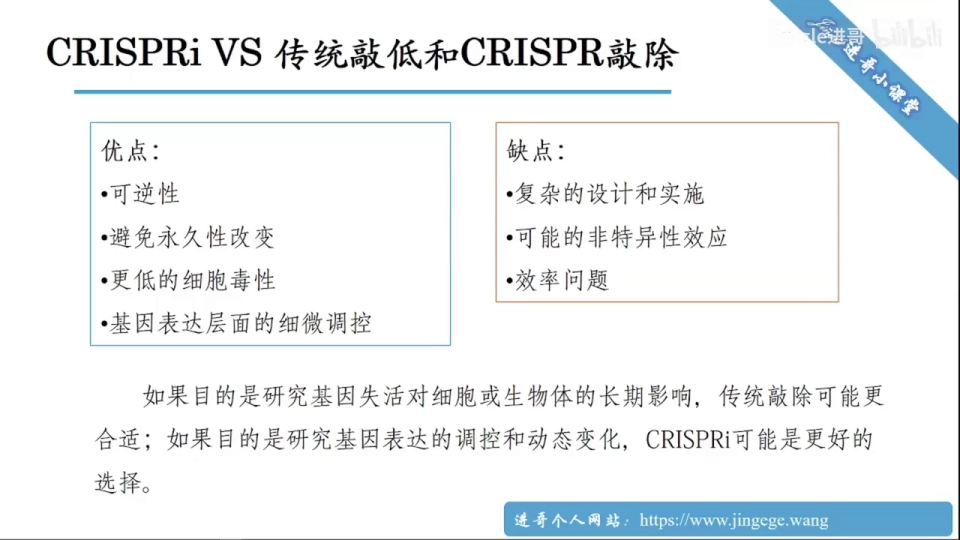 CRISPRi VS 传统敲低和CRISPR敲除
进哥小课堂
bilibili
优点：
•可逆性
•避免永久性改变
•更低的细胞毒性
•基因表达层面的细微调控
缺点：
•复杂的设计和实施
•可能的非特异性效应
•效率问题
如果目的是研究基因失活对细胞或生物体的长期影响，传统敲除可能更
合适；如果目的是研究基因表达的调控和动态变化，CRISPRi可能是更好的
选择。
进哥个人网站：https://www.jingege.wang